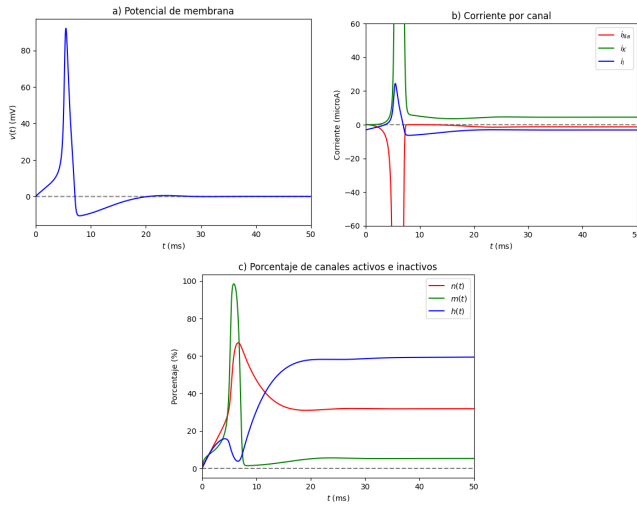 a) Potencial de membrana
v(t) (mV)
80
60
40
20
0
0 10 20 30 40 50
t (ms)
b) Corriente por canal
Corriente (microA)
60
40
20
0
−20
−40
−60
i_Na
i_K
i_l
0 10 20 30 40 50
t (ms)
c) Porcentaje de canales activos e inactivos
Porcentaje (%)
100
80
60
40
20
0
n(t)
m(t)
h(t)
0 10 20 30 40 50
t (ms)